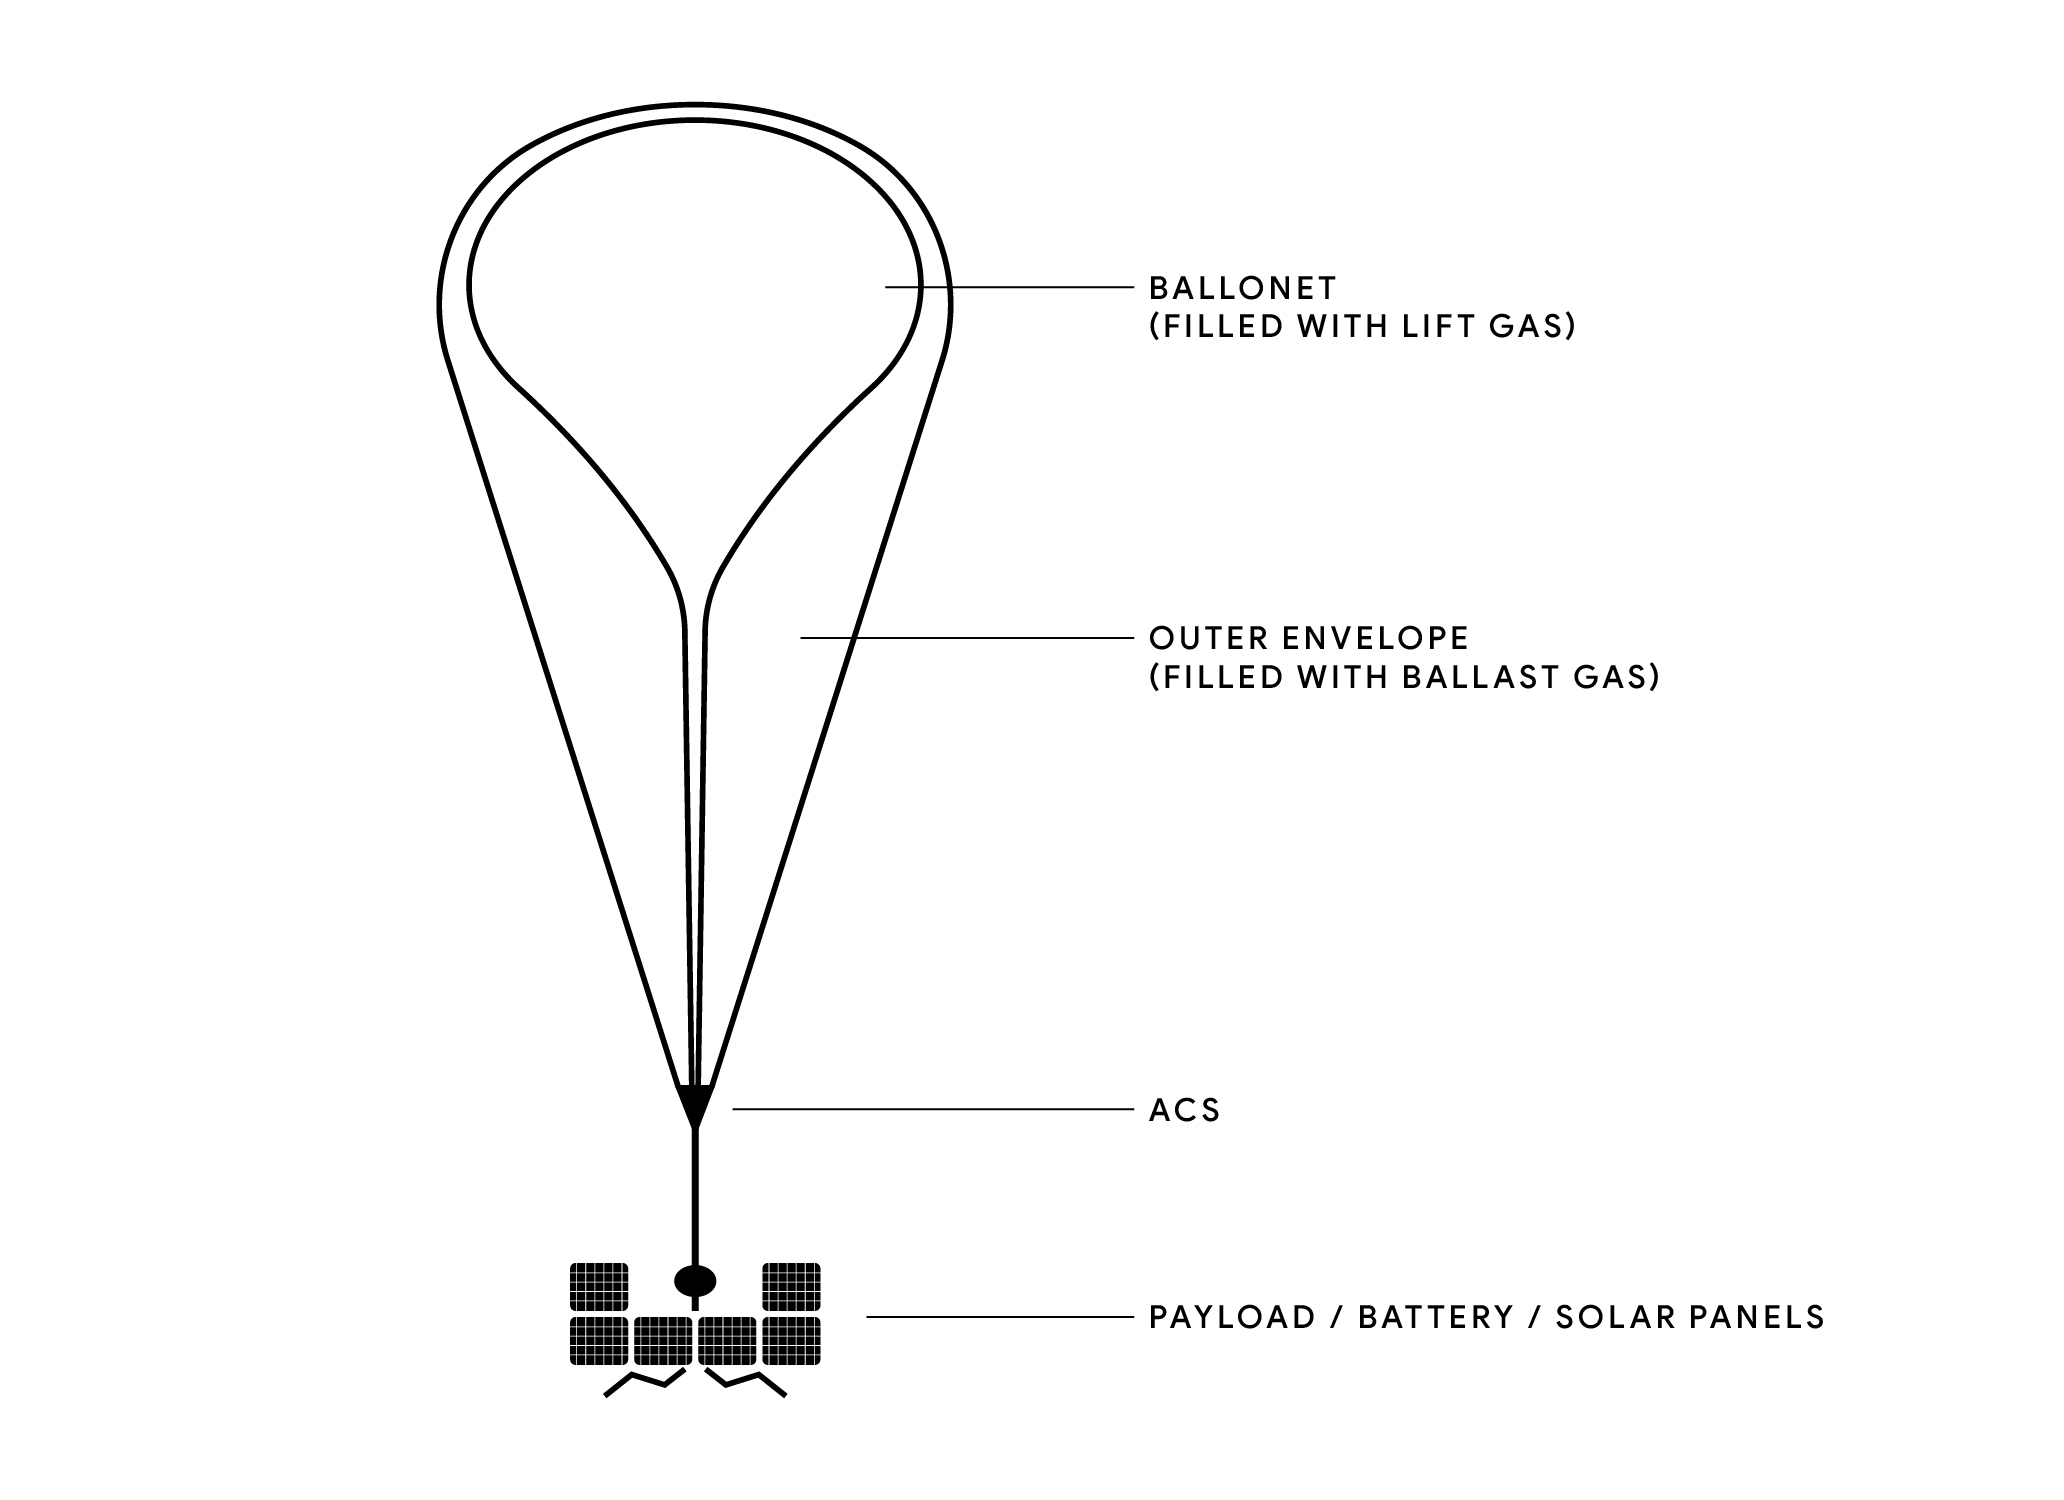 BALLONET
(FILLED WITH LIFT GAS)
OUTER ENVELOPE
(FILLED WITH BALLAST GAS)
ACS
PAYLOAD / BATTERY / SOLAR PANELS